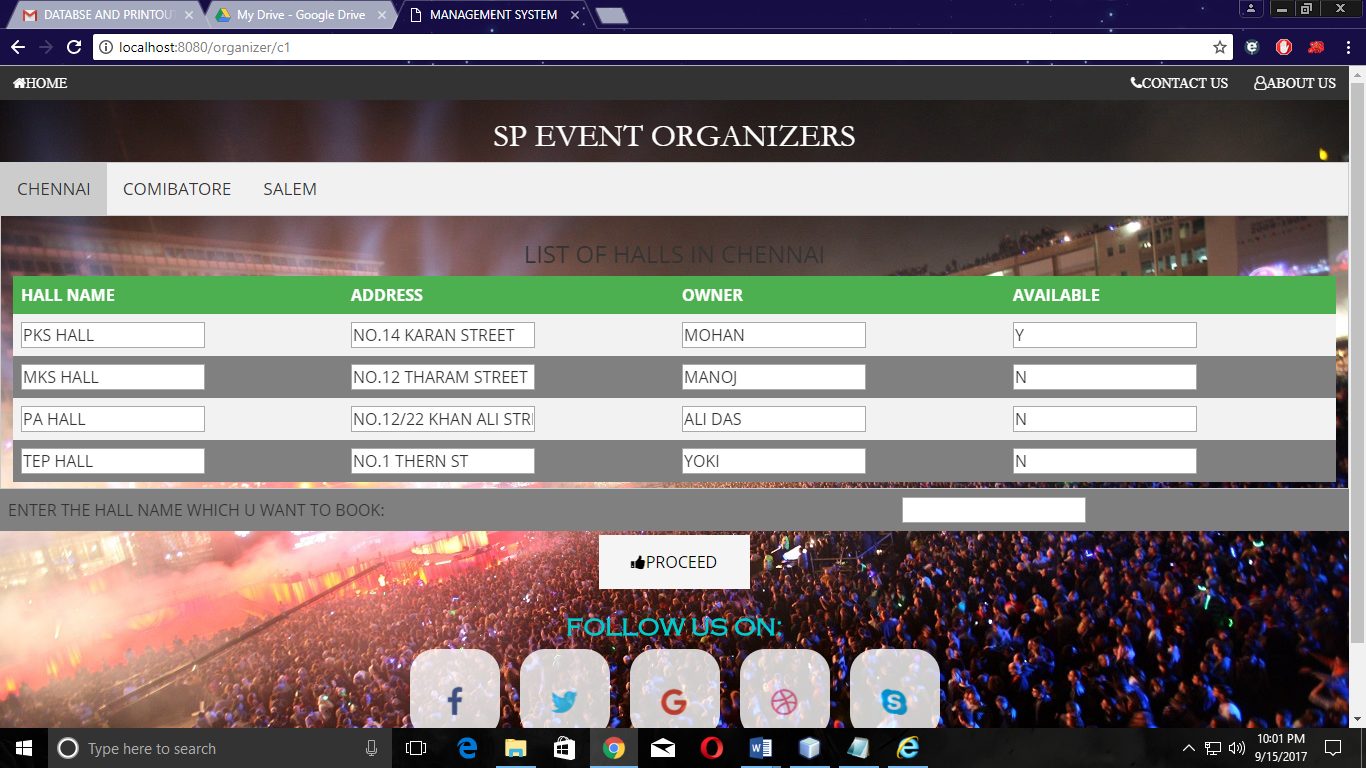 DATABSE AND PRINTOU
My Drive - Google Drive
MANAGEMENT SYSTEM
localhost:8080/organizer/c1
HOME
CONTACT US
ABOUT US
SP EVENT ORGANIZERS
CHENNAI
COMIBATORE
SALEM
LIST OF HALLS IN CHENNAI
HALL NAME ADDRESS OWNER AVAILABLE
PKS HALL NO.14 KARAN STREET MOHAN Y
MKS HALL NO.12 THARAM STREET MANOJ N
PA HALL NO.12/22 KHAN ALI STRI ALI DAS N
TEP HALL NO.1 THERN ST YOKI N
ENTER THE HALL NAME WHICH U WANT TO BOOK:
PROCEED
FOLLOW US ON:
Type here to search
10:01 PM
9/15/2017